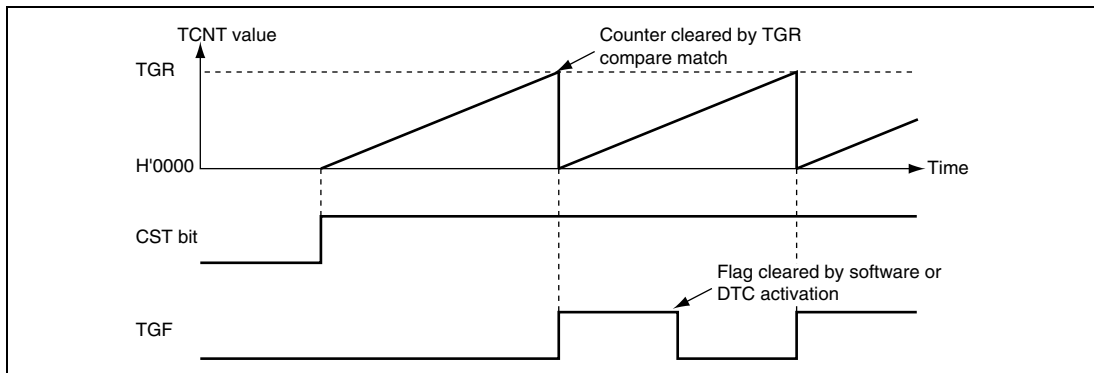 TCNT value
Counter cleared by TGR
compare match
TGR
H'0000
Time
CST bit
Flag cleared by software or
DTC activation
TGF